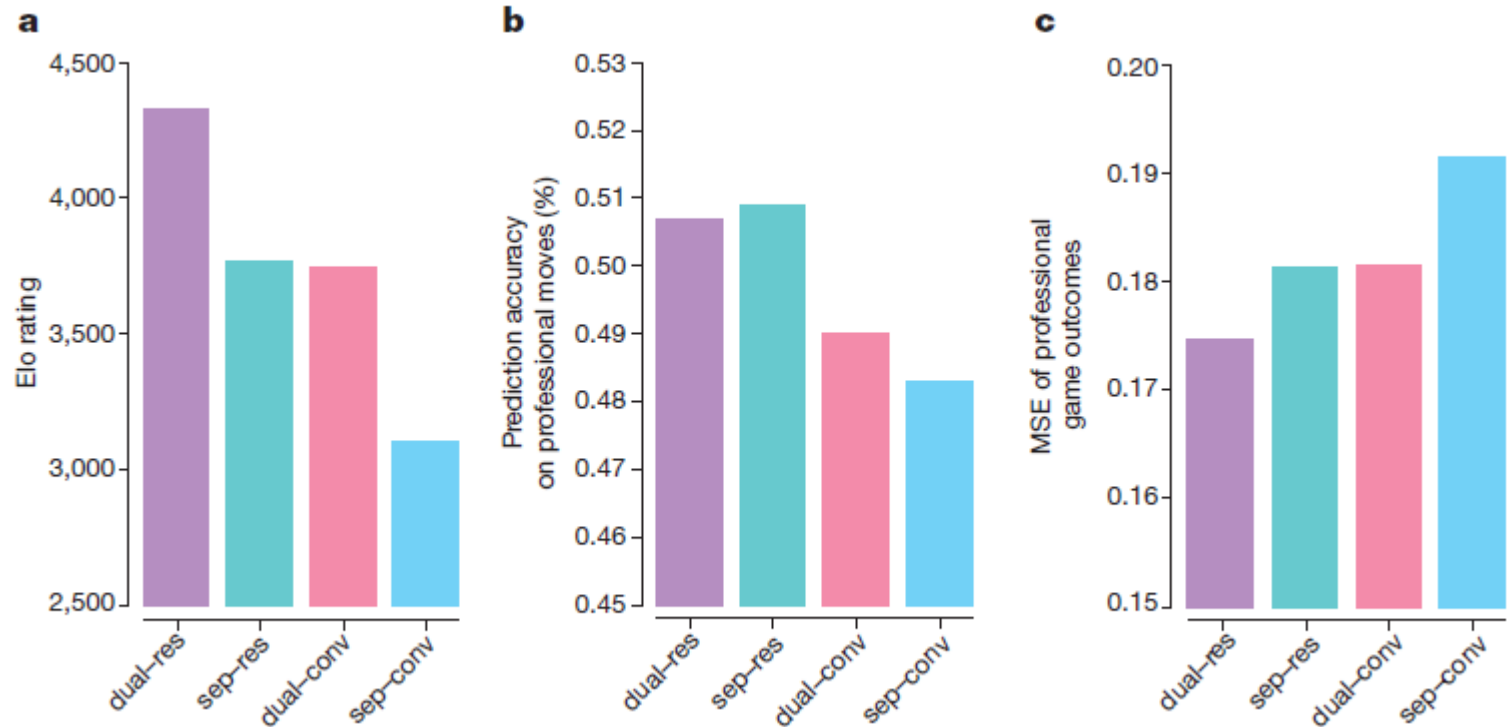 a
Elo rating
4,500
4,000
3,500
3,000
2,500
dual–res
sep–res
dual–conv
sep–conv
b
Prediction accuracy
on professional moves (%)
0.53
0.52
0.51
0.50
0.49
0.48
0.47
0.46
0.45
dual–res
sep–res
dual–conv
sep–conv
c
MSE of professional
game outcomes
0.20
0.19
0.18
0.17
0.16
0.15
dual–res
sep–res
dual–conv
sep–conv